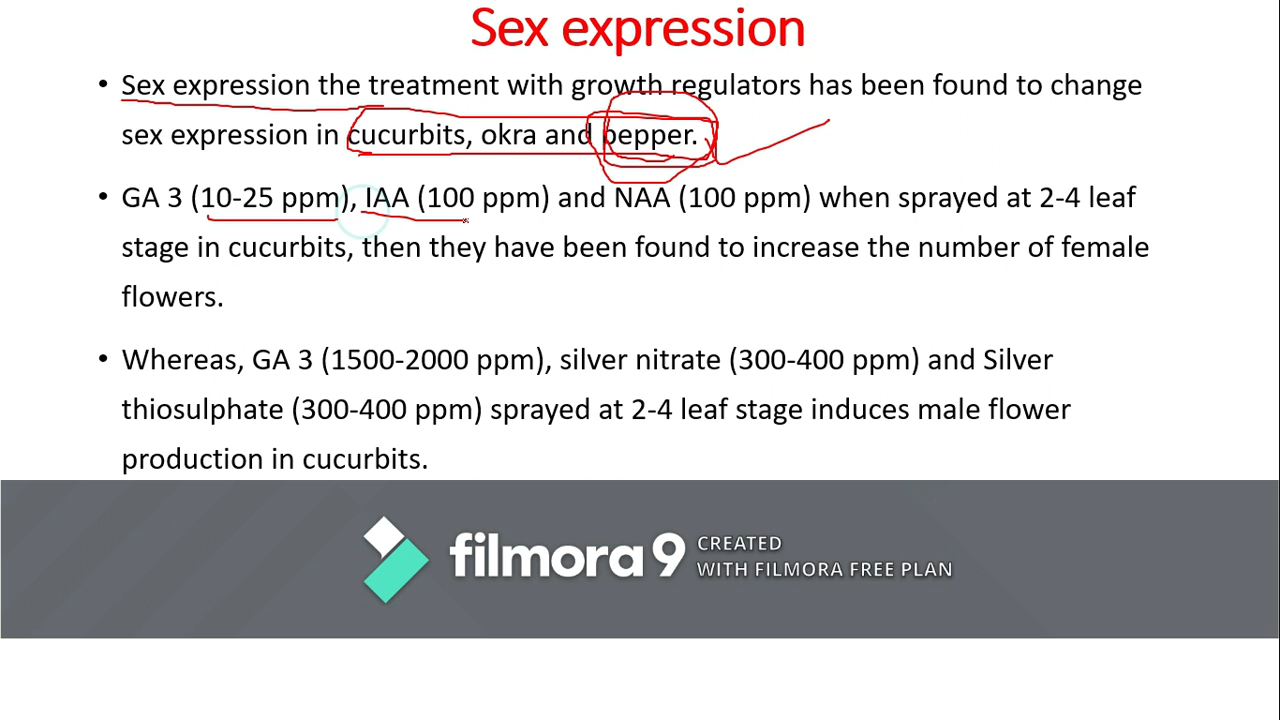 Sex expression
• Sex expression the treatment with growth regulators has been found to change
sex expression in cucurbits, okra and pepper.
• GA 3 (10-25 ppm), IAA (100 ppm) and NAA (100 ppm) when sprayed at 2-4 leaf
stage in cucurbits, then they have been found to increase the number of female
flowers.
• Whereas, GA 3 (1500-2000 ppm), silver nitrate (300-400 ppm) and Silver
thiosulphate (300-400 ppm) sprayed at 2-4 leaf stage induces male flower
production in cucurbits.
filmora 9 CREATED
WITH FILMORA FREE PLAN